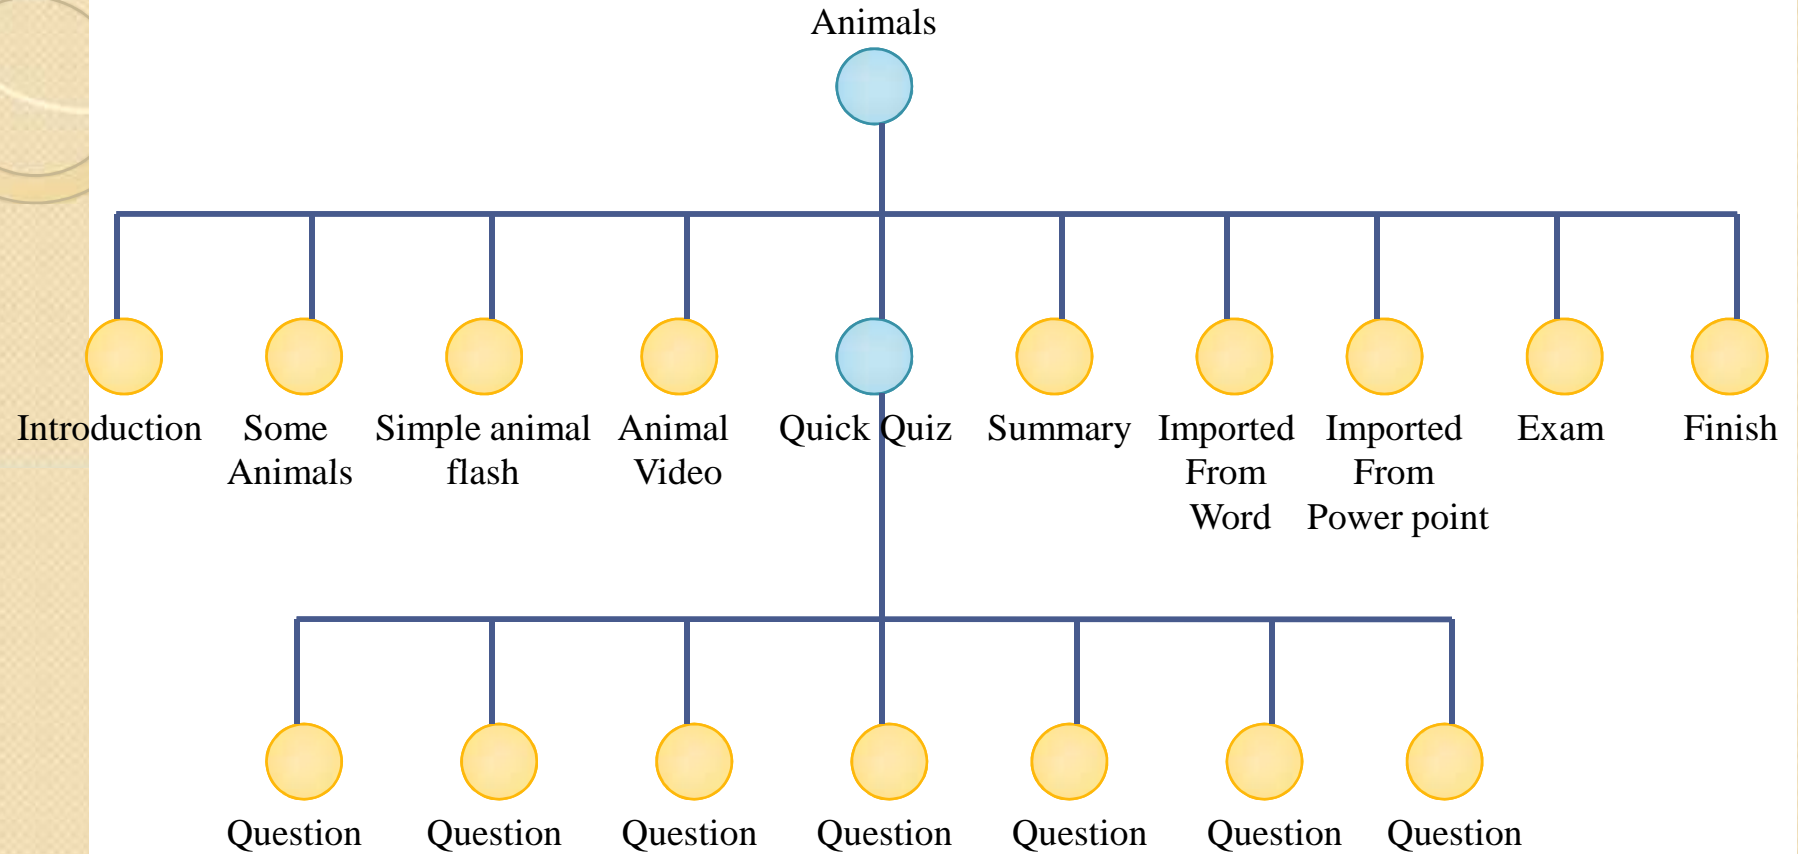 Animals
Introduction
Some
Animals
Simple animal
flash
Animal
Video
Quick Quiz
Summary
Imported
From
Word
Imported
From
Power point
Exam
Finish
Question
Question
Question
Question
Question
Question
Question